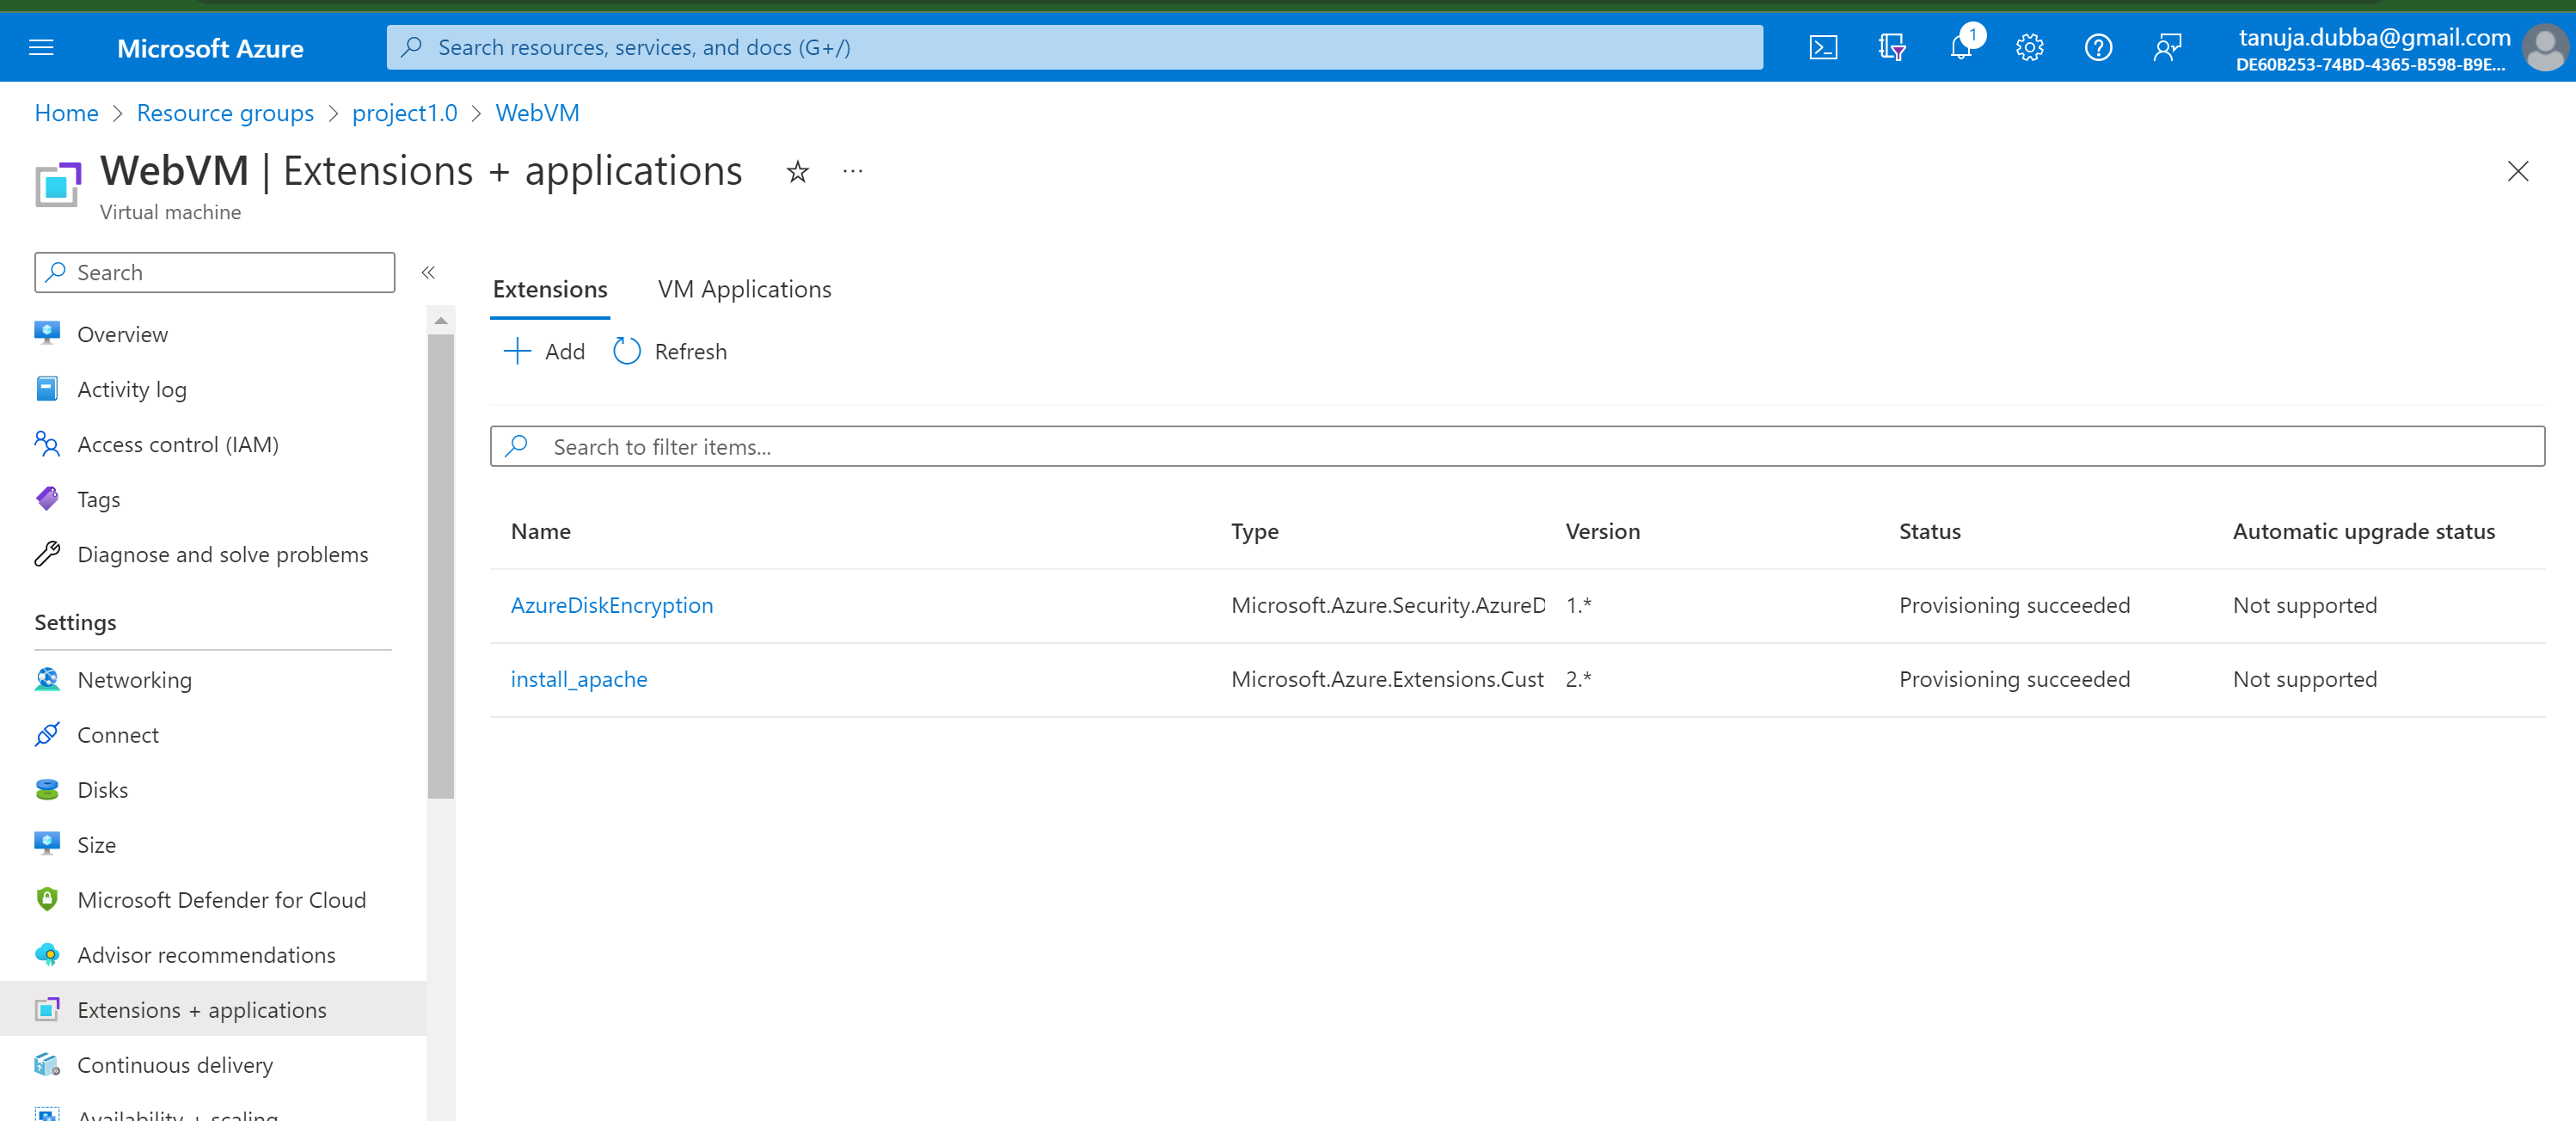 Microsoft Azure
Search resources, services, and docs (G+/)
1
tanuja.dubba@gmail.com
DE60B253-74BD-4365-B598-B9E...
Home > Resource groups > project1.0 > WebVM
WebVM | Extensions + applications
Virtual machine
Search
Overview
Activity log
Access control (IAM)
Tags
Diagnose and solve problems
Settings
Networking
Connect
Disks
Size
Microsoft Defender for Cloud
Advisor recommendations
Extensions + applications
Continuous delivery
Availability + scaling
Extensions VM Applications
Add Refresh
Search to filter items...
Name Type Version Status Automatic upgrade status
AzureDiskEncryption Microsoft.Azure.Security.AzureD 1.* Provisioning succeeded Not supported
install_apache Microsoft.Azure.Extensions.Cust 2.* Provisioning succeeded Not supported